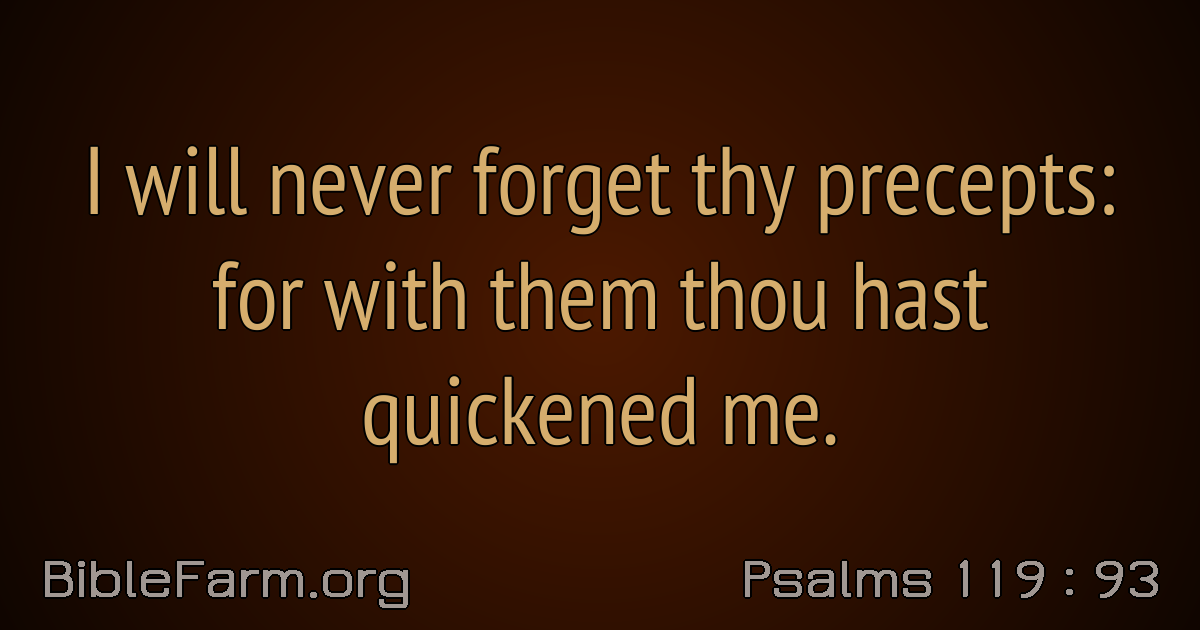 I will never forget thy precepts:
for with them thou hast
quickened me.
BibleFarm.org
Psalms 119 : 93